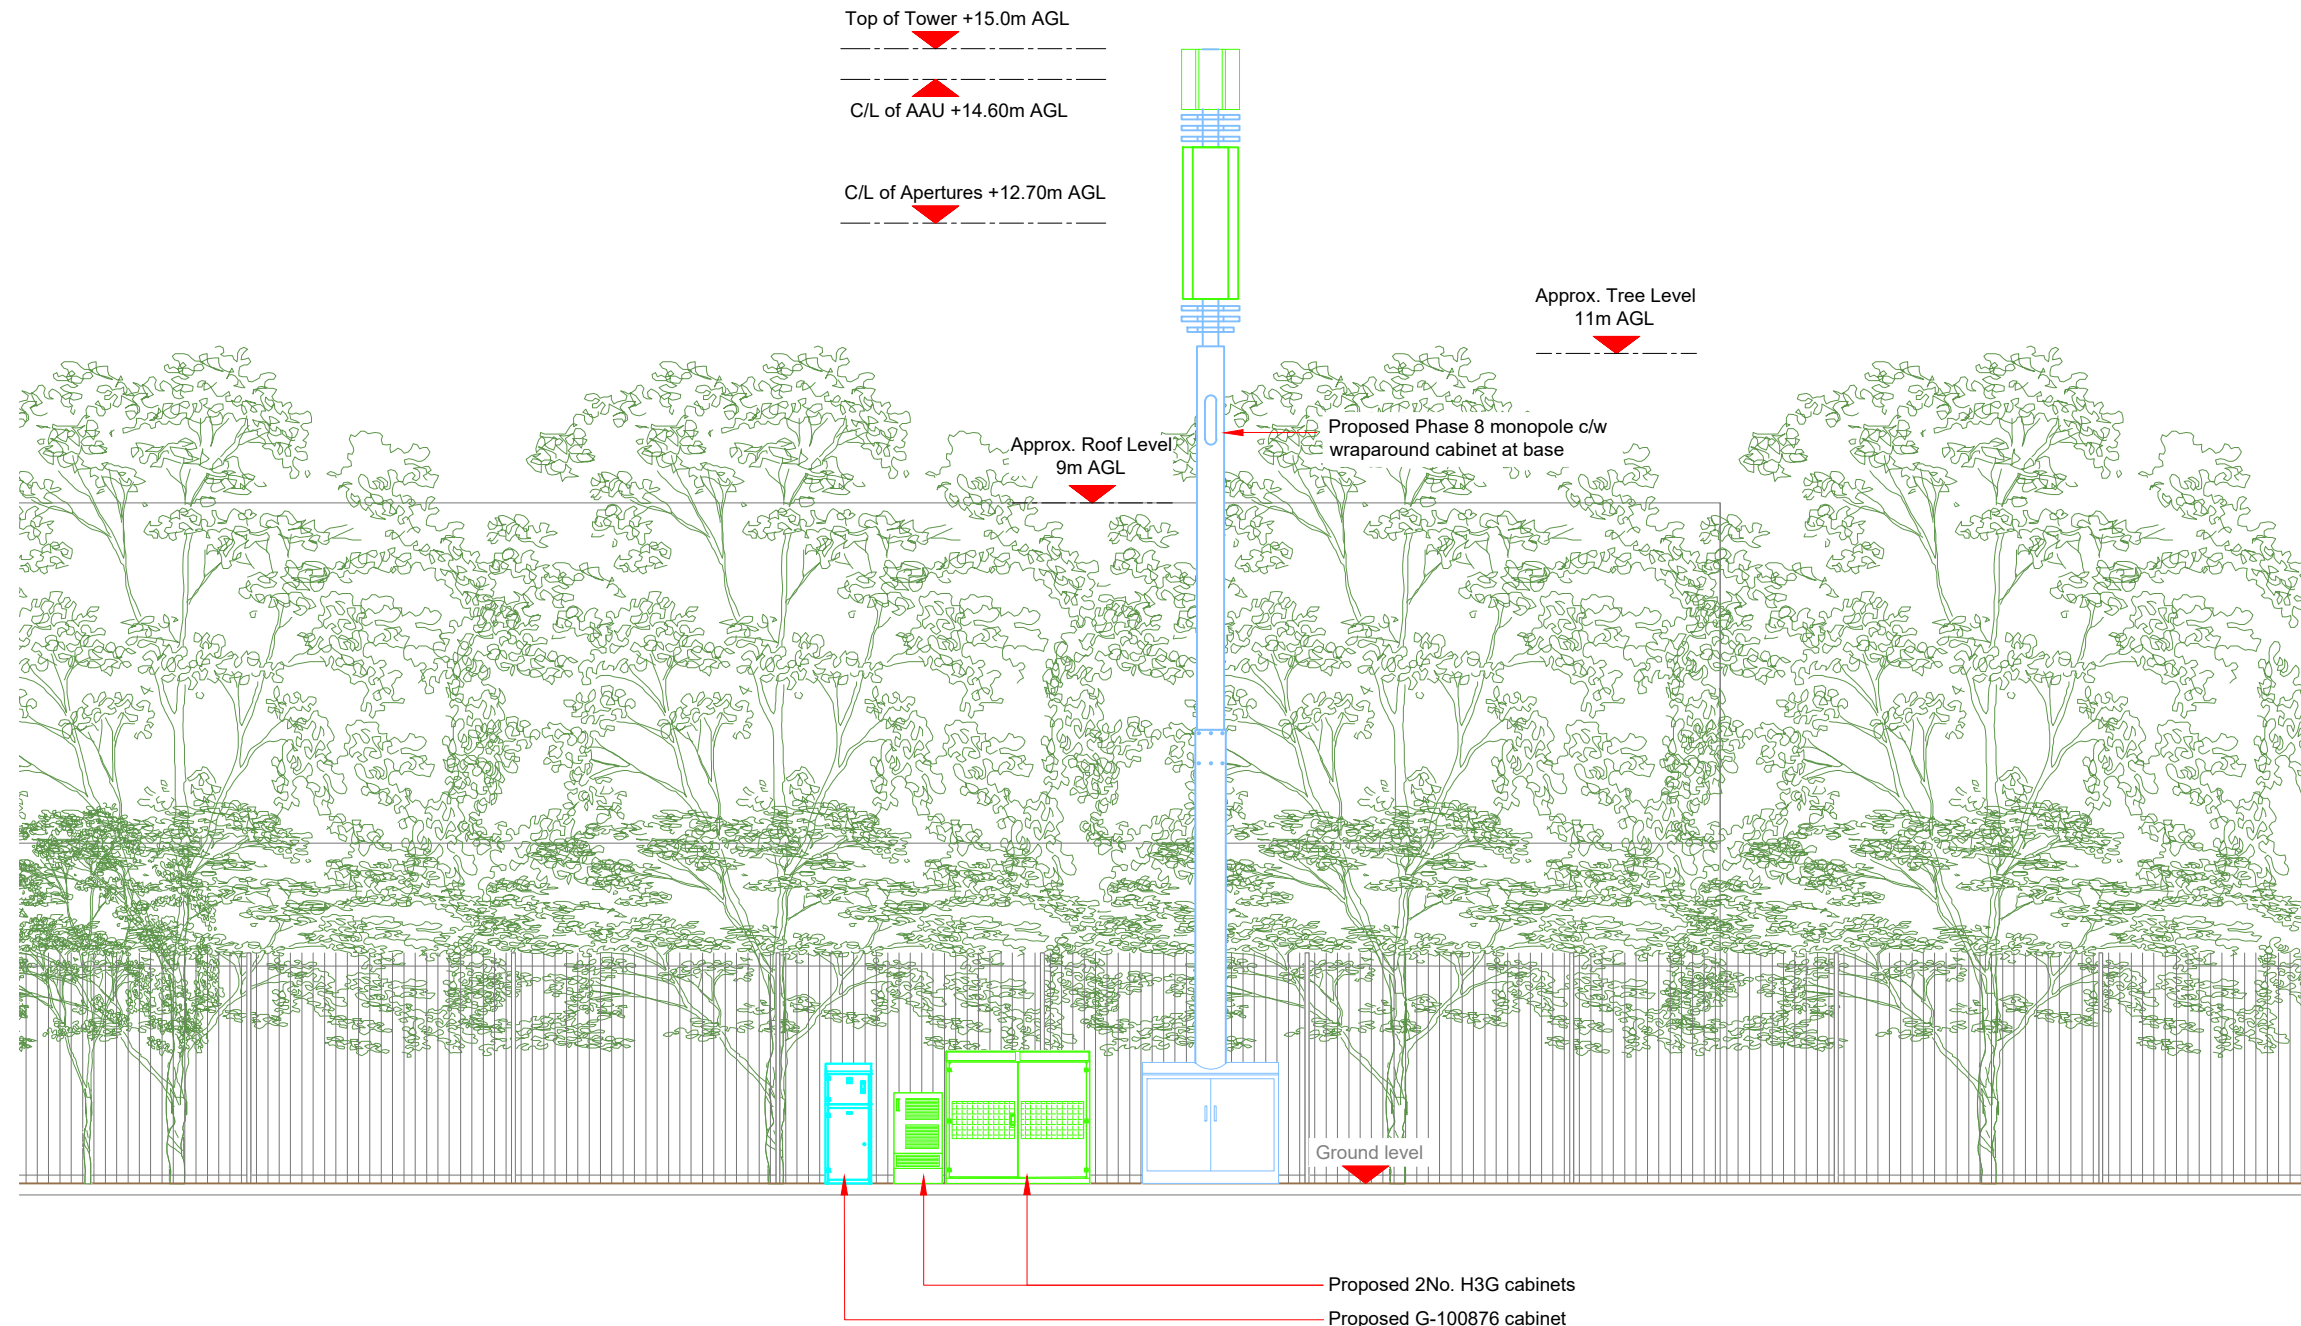 Top of Tower +15.0m AGL
C/L of AAU +14.60m AGL
C/L of Apertures +12.70m AGL
Approx. Tree Level
11m AGL
Proposed Phase 8 monopole c/w
wraparound cabinet at base
Approx. Roof Level
9m AGL
Ground level
Proposed 2No. H3G cabinets
Proposed G-100876 cabinet